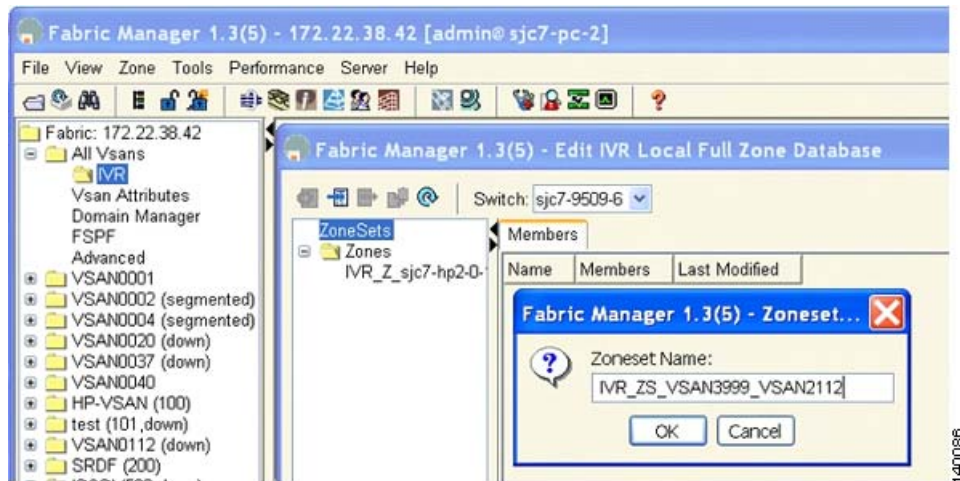 Fabric Manager 1.3(5) - 172.22.38.42 [admin@sjc7-pc-2]
File View Zone Tools Performance Server Help
Fabric: 172.22.38.42
All Vsans
IVR
Vsan Attributes
Domain Manager
FSPF
Advanced
VSAN0001
VSAN0002 (segmented)
VSAN0004 (segmented)
VSAN0020 (down)
VSAN0037 (down)
VSAN0040
HP-VSAN (100)
test (101,down)
VSAN0112 (down)
SRDF (200)
Fabric Manager 1.3(5) - Edit IVR Local Full Zone Database
Switch: sjc7-9509-6
ZoneSets
Zones
IVR_Z_sjc7-hp2-0-
Members
Name Members Last Modified
Fabric Manager 1.3(5) - Zoneset...
Zoneset Name:
IVR_ZS_VSAN3999_VSAN2112
OK Cancel
140086